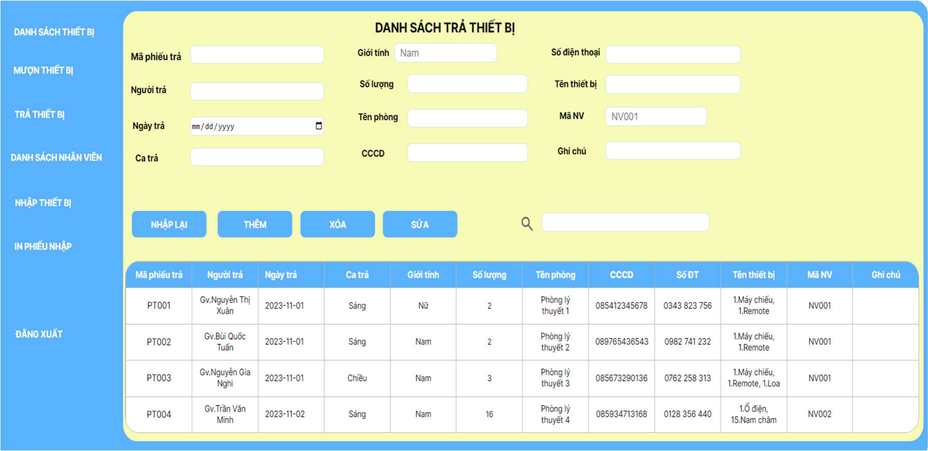 DANH SÁCH THIẾT BỊ
MƯỢN THIẾT BỊ
TRẢ THIẾT BỊ
DANH SÁCH NHÂN VIÊN
NHẬP THIẾT BỊ
IN PHIẾU NHẬP
ĐĂNG XUẤT
DANH SÁCH TRẢ THIẾT BỊ
Mã phiếu trả
Giới tính Nam
Số điện thoại
Người trả
Số lượng
Tên thiết bị
Ngày trả mm/dd/yyyy
Tên phòng
Mã NV NV001
Ca trả
CCCD
Ghi chú
NHẬP LẠI THÊM XÓA SỬA
Mã phiếu trả Người trả Ngày trả Ca trả Giới tính Số lượng Tên phòng CCCD Số ĐT Tên thiết bị Mã NV Ghi chú
PT001 Gv.Nguyễn Thị Xuân 2023-11-01 Sáng Nữ 2 Phòng lý thuyết 1 085412345678 0343 823 756 1.Máy chiếu, 1.Remote NV001
PT002 Gv.Bùi Quốc Tuấn 2023-11-01 Sáng Nam 2 Phòng lý thuyết 2 089765436543 0982 741 232 1.Máy chiếu, 1.Remote NV001
PT003 Gv.Nguyễn Gia Nghi 2023-11-01 Chiều Nam 3 Phòng lý thuyết 3 085673290136 0762 258 313 1.Máy chiếu, 1.Remote, 1.Loa NV001
PT004 Gv.Trần Văn Minh 2023-11-02 Sáng Nam 16 Phòng lý thuyết 4 085934713168 0128 356 440 1.Ổ điện, 15.Nam châm NV002